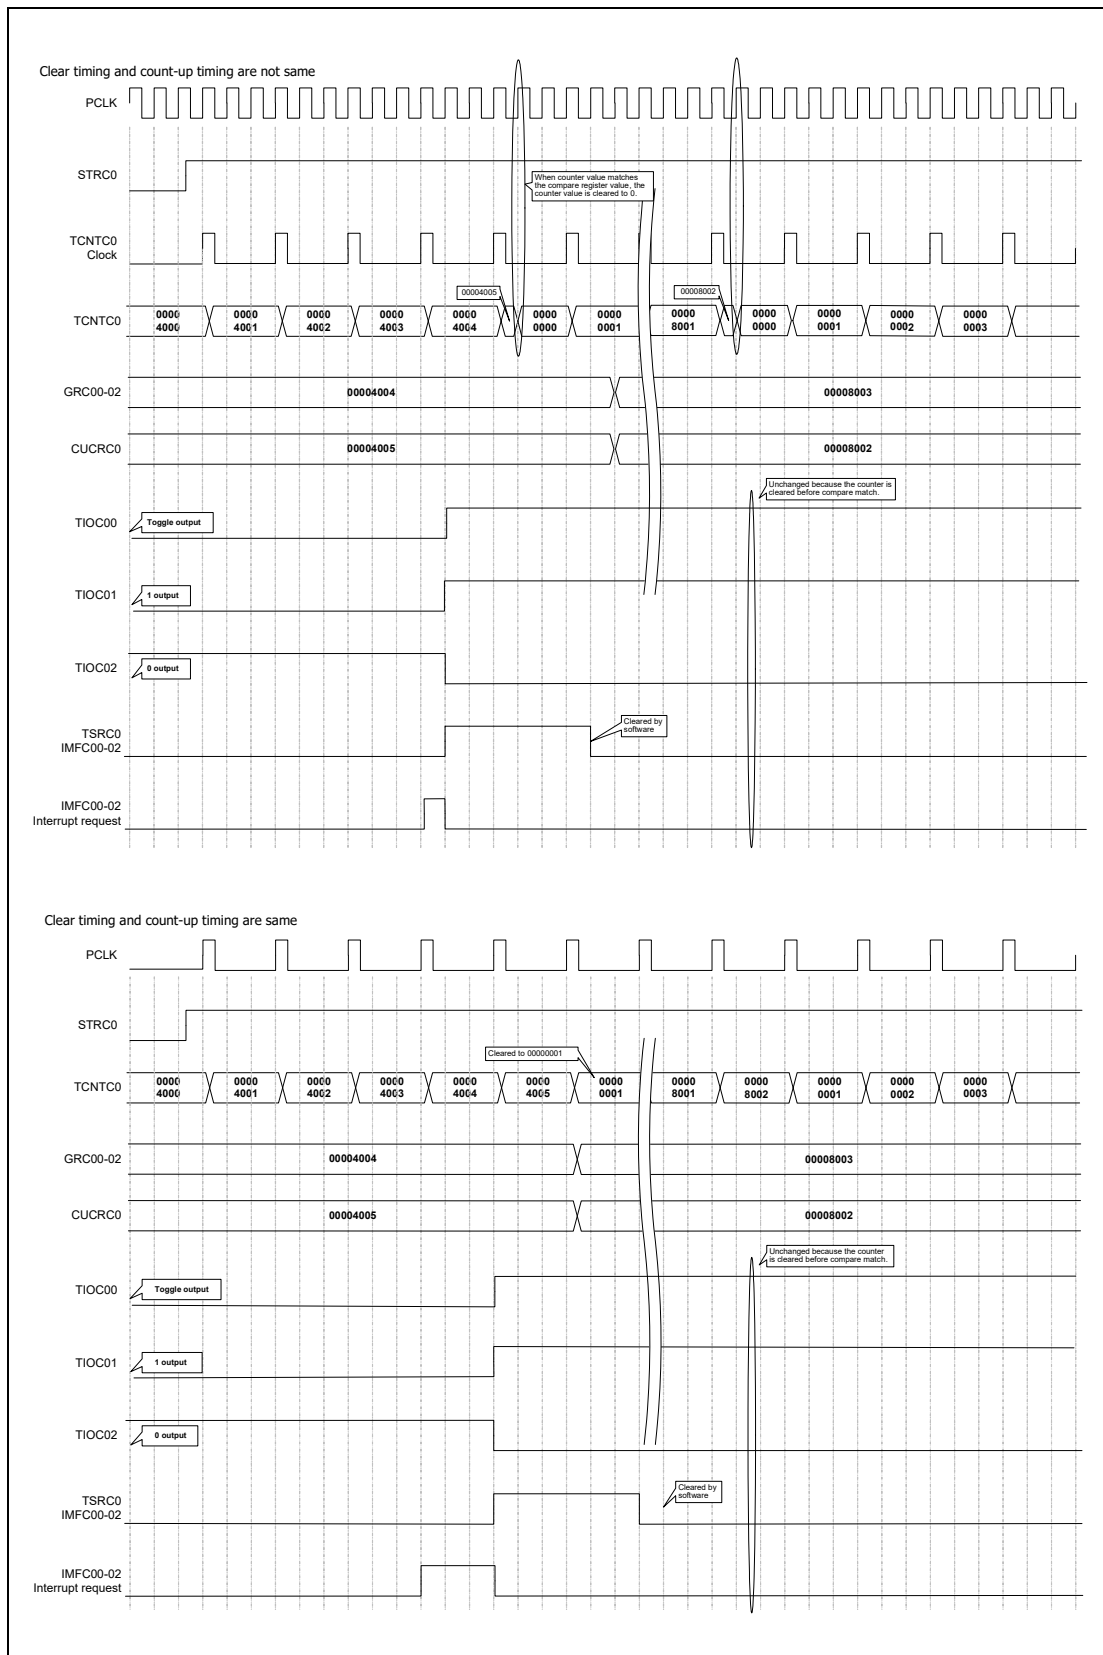 Clear timing and count-up timing are not same
PCLK
STRC0
When counter value matches
the compare register value, the
counter value is cleared to 0.
TCNTC0
Clock
00004005
00008002
TCNTC0
0000 0000 0000 0000 0000 0000 0000 0000 0000 0000 0000 0000
4000 4001 4002 4003 4004 0000 0001 8001 0000 0001 0002 0003
GRC00-02
00004004
00008003
CUCRC0
00004005
00008002
Unchanged because the counter is
cleared before compare match.
TIOC00
Toggle output
TIOC01
1 output
TIOC02
0 output
TSRC0
IMFC00-02
Cleared by
software
IMFC00-02
Interrupt request
Clear timing and count-up timing are same
PCLK
STRC0
Cleared to 00000001
TCNTC0
0000 0000 0000 0000 0000 0000 0000 0000 0000 0000 0000 0000
4000 4001 4002 4003 4004 4005 0001 8001 8002 0001 0002 0003
GRC00-02
00004004
00008003
CUCRC0
00004005
00008002
Unchanged because the counter
is cleared before compare match.
TIOC00
Toggle output
TIOC01
1 output
TIOC02
0 output
TSRC0
IMFC00-02
Cleared by
software
IMFC00-02
Interrupt request